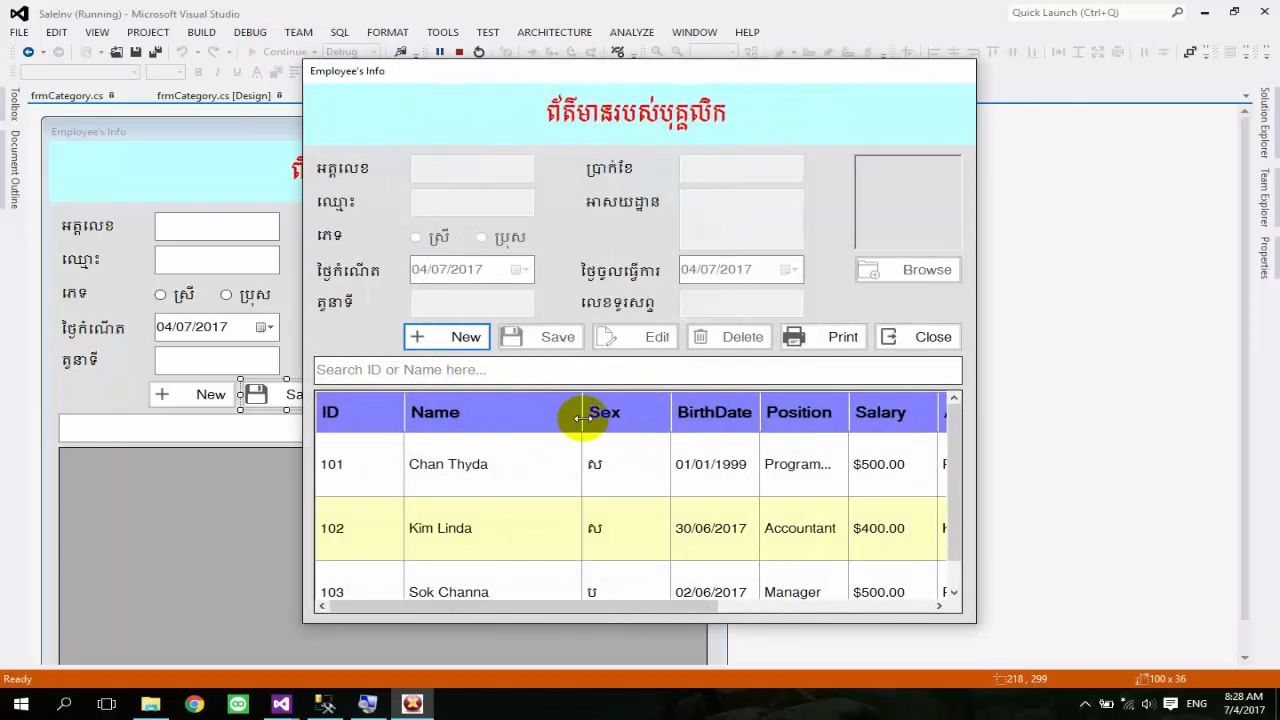 SaleInv (Running) - Microsoft Visual Studio
Quick Launch (Ctrl+Q)
FILE EDIT VIEW PROJECT BUILD DEBUG TEAM SQL FORMAT TOOLS TEST ARCHITECTURE ANALYZE WINDOW HELP
Continue Debug
frmCategory.cs frmCategory.cs [Design]
Toolbox
Document Outline
Solution Explorer
Team Explorer
Properties
Employee's Info
អត្តលេខ
ឈ្មោះ
ភេទ ស្រី ប្រុស
ថ្ងៃកំណើត 04/07/2017
តួនាទី
New
Employee's Info
ព័ត៌មានរបស់បុគ្គលិក
អត្តលេខ ប្រាក់ខែ
ឈ្មោះ អាសយដ្ឋាន
ភេទ ស្រី ប្រុស
ថ្ងៃកំណើត 04/07/2017 ថ្ងៃចូលធ្វើការ 04/07/2017 Browse
តួនាទី លេខទូរសព្ទ
New Save Edit Delete Print Close
Search ID or Name here...
ID Name Sex BirthDate Position Salary
101 Chan Thyda ស 01/01/1999 Program... $500.00
102 Kim Linda ស 30/06/2017 Accountant $400.00
103 Sok Channa ប 02/06/2017 Manager $500.00
Ready 218 , 299 100 x 36
ENG 8:28 AM
7/4/2017